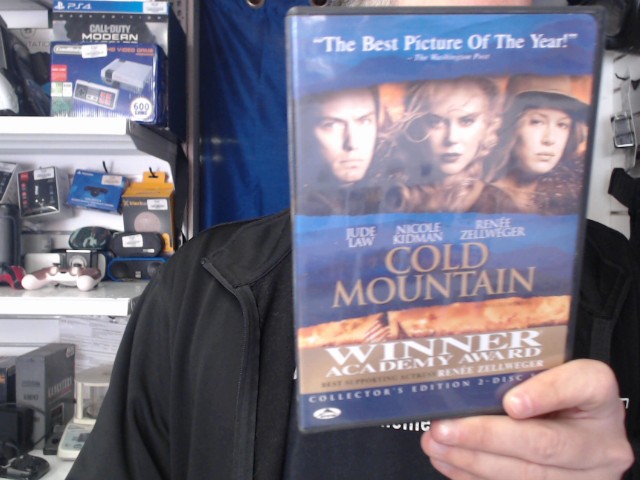 "The Best Picture Of The Year!"
- The Washington Post
JUDE LAW
NICOLE KIDMAN
RENÉE ZELLWEGER
COLD
MOUNTAIN
WINNER
ACADEMY AWARD
BEST SUPPORTING ACTRESS RENÉE ZELLWEGER
COLLECTOR'S EDITION 2-DISC
PS4
CALL OF DUTY
MODERN
600